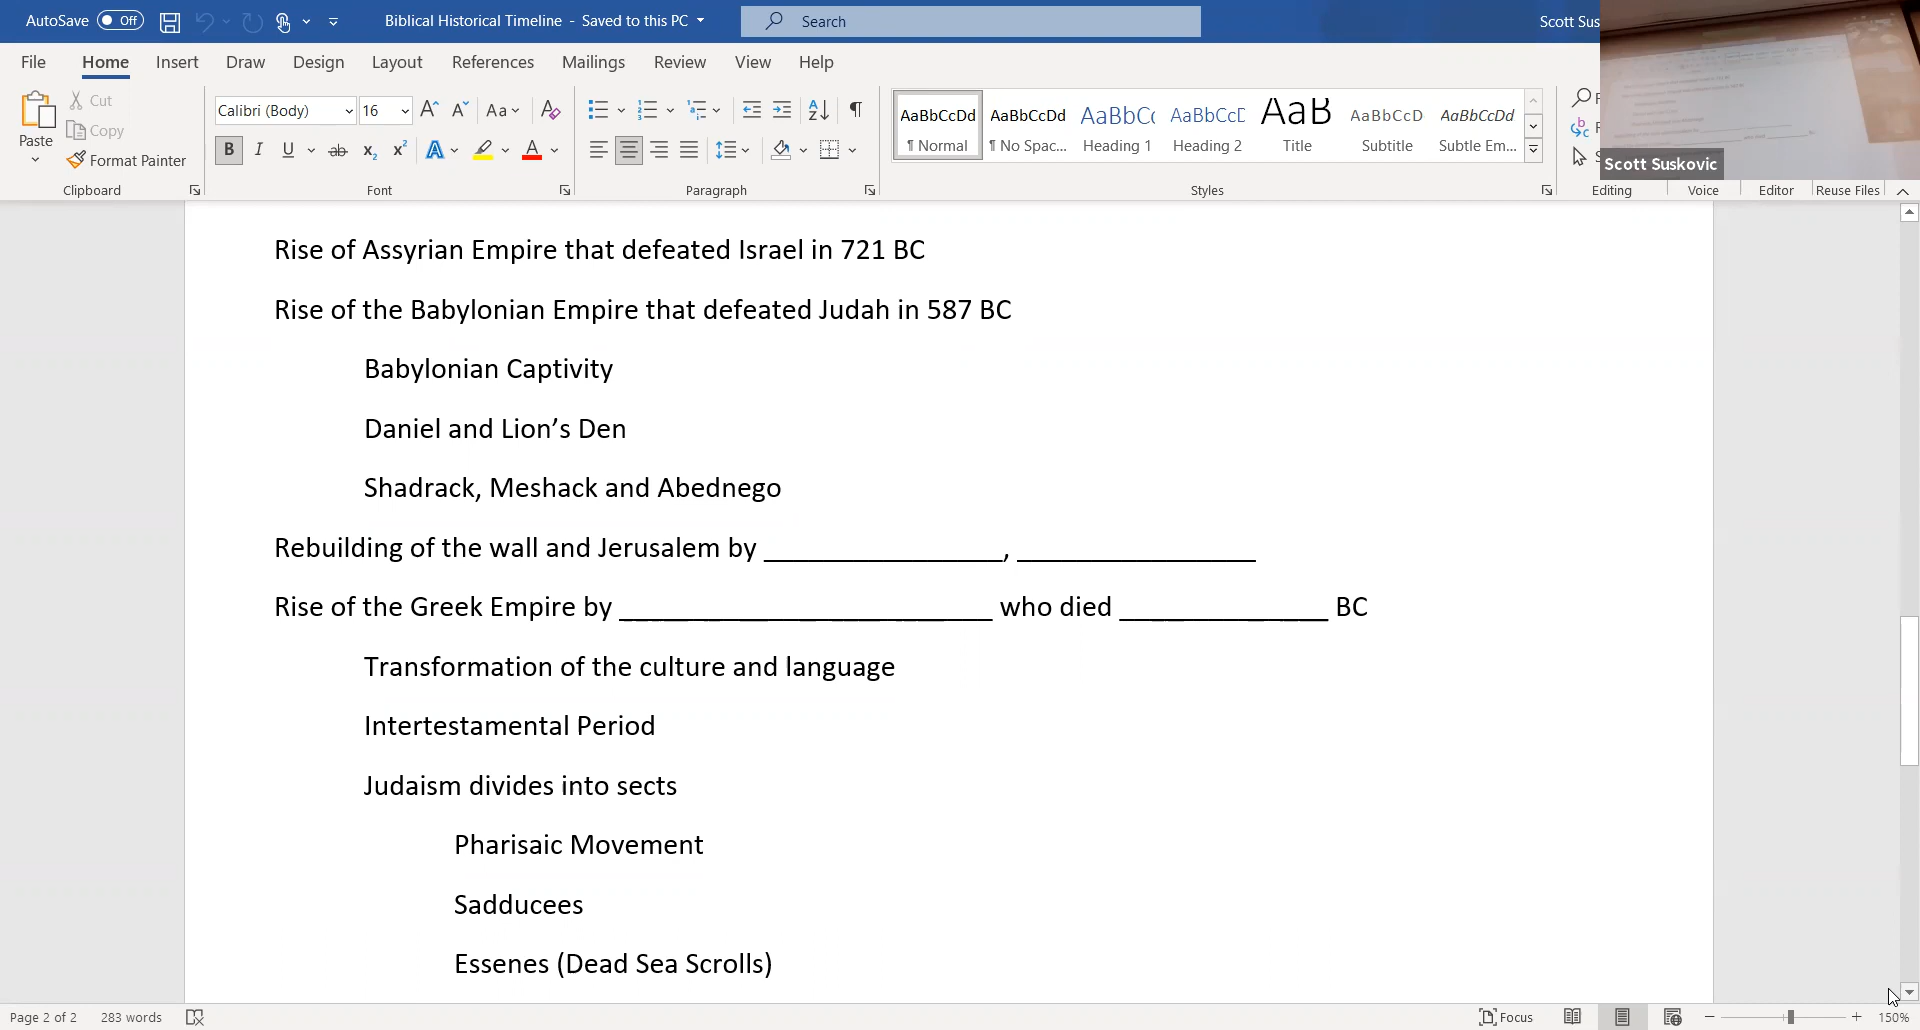 AutoSave Off Biblical Historical Timeline - Saved to this PC Search Scott Sus
File Home Insert Draw Design Layout References Mailings Review View Help
Paste Cut Copy Format Painter Clipboard
Calibri (Body) 16 Aa Font
Paragraph
AaBbCcDd AaBbCcDd AaBbCc AaBbCcD AaB AaBbCcD AaBbCcDd
¶ Normal ¶ No Spac... Heading 1 Heading 2 Title Subtitle Subtle Em...
Styles Editing Voice Editor Reuse Files
Scott Suskovic
Rise of Assyrian Empire that defeated Israel in 721 BC
Rise of the Babylonian Empire that defeated Judah in 587 BC
Babylonian Captivity
Daniel and Lion’s Den
Shadrack, Meshack and Abednego
Rebuilding of the wall and Jerusalem by ________________, ________________
Rise of the Greek Empire by _________________________ who died ______________ BC
Transformation of the culture and language
Intertestamental Period
Judaism divides into sects
Pharisaic Movement
Sadducees
Essenes (Dead Sea Scrolls)
Page 2 of 2 283 words Focus 150%